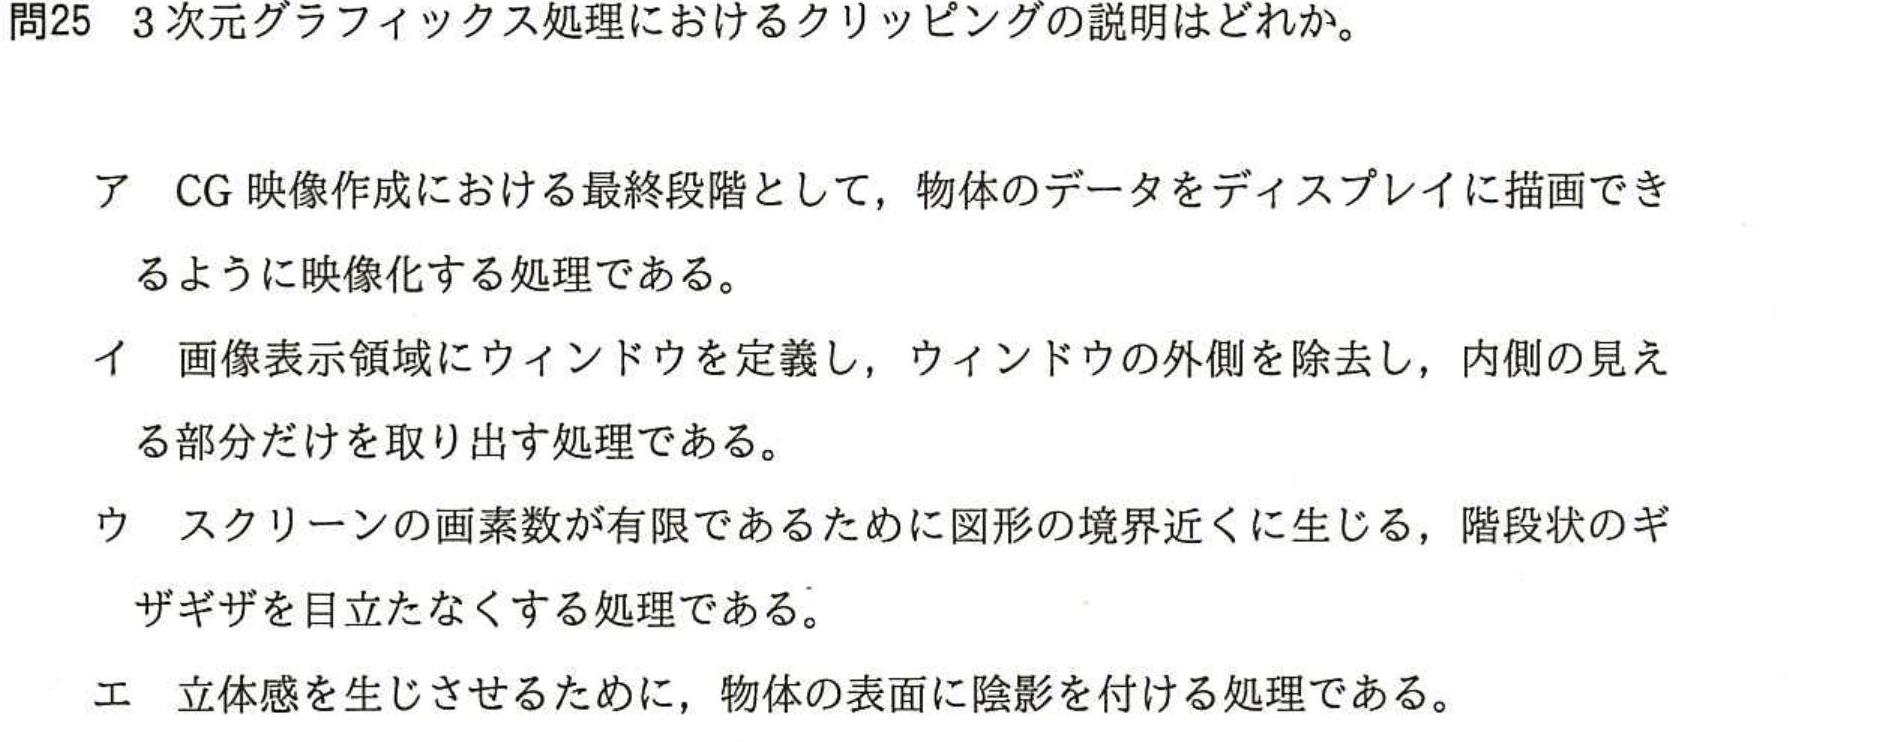 問25 3次元グラフィックス処理におけるクリッピングの説明はどれか。
ア CG 映像作成における最終段階として，物体のデータをディスプレイに描画でき
るように映像化する処理である。
イ 画像表示領域にウィンドウを定義し，ウィンドウの外側を除去し，内側の見え
る部分だけを取り出す処理である。
ウ スクリーンの画素数が有限であるために図形の境界近くに生じる，階段状のギ
ザギザを目立たなくする処理である。
エ 立体感を生じさせるために，物体の表面に陰影を付ける処理である。